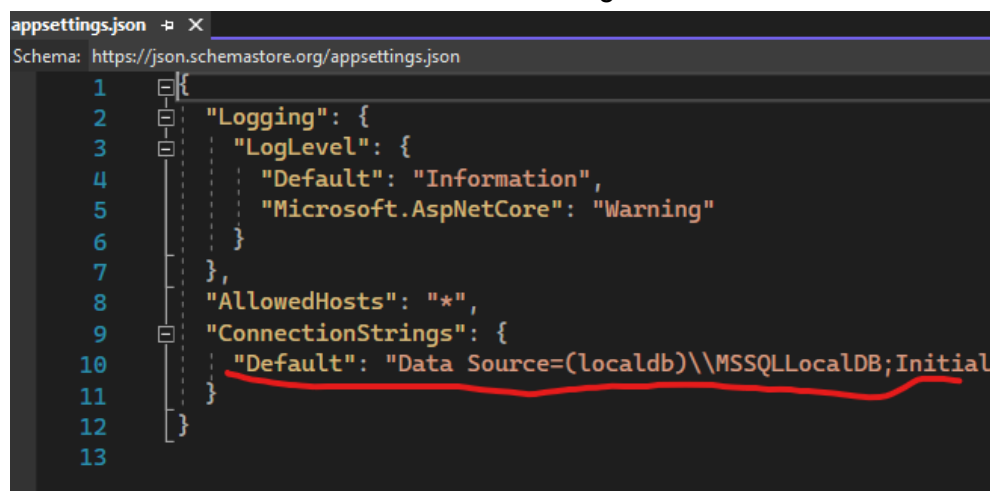 appsettings.json
Schema: https://json.schemastore.org/appsettings.json
1 {
2 "Logging": {
3 "LogLevel": {
4 "Default": "Information",
5 "Microsoft.AspNetCore": "Warning"
6 }
7 },
8 "AllowedHosts": "*",
9 "ConnectionStrings": {
10 "Default": "Data Source=(localdb)\\MSSQLLocalDB;Initial
11 }
12 }
13